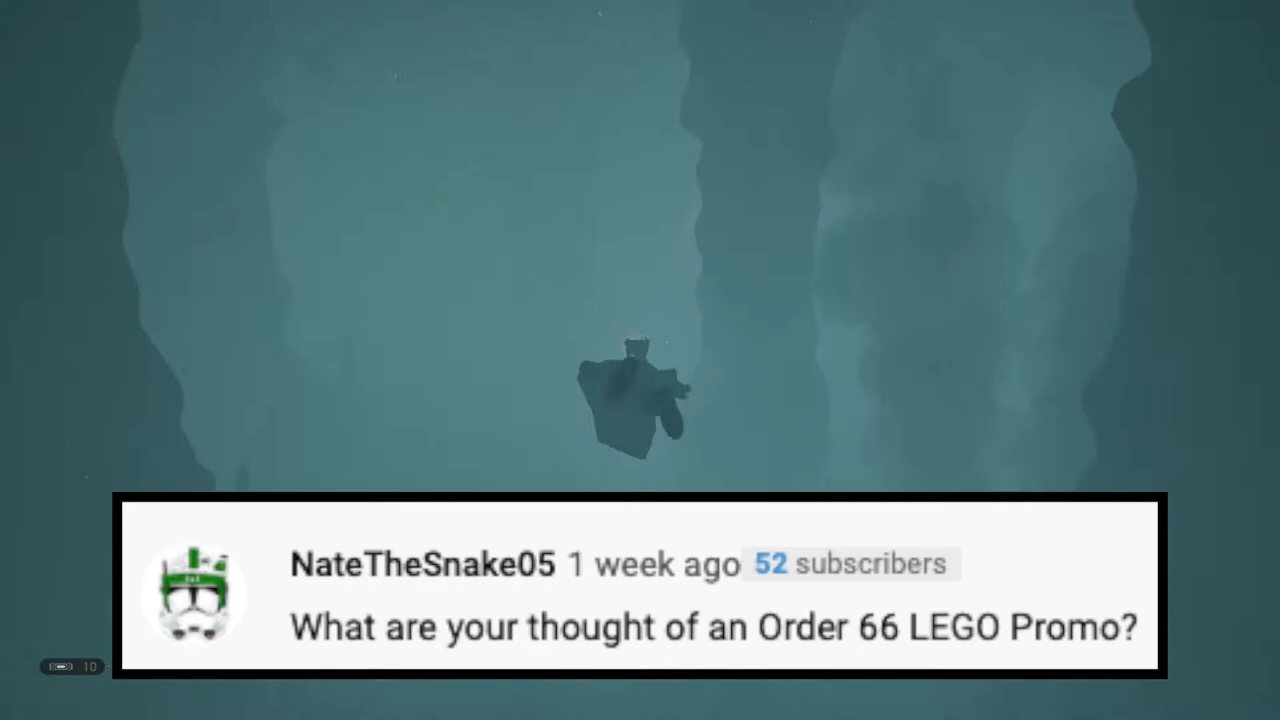 NateTheSnake05 1 week ago 52 subscribers
What are your thought of an Order 66 LEGO Promo?
10